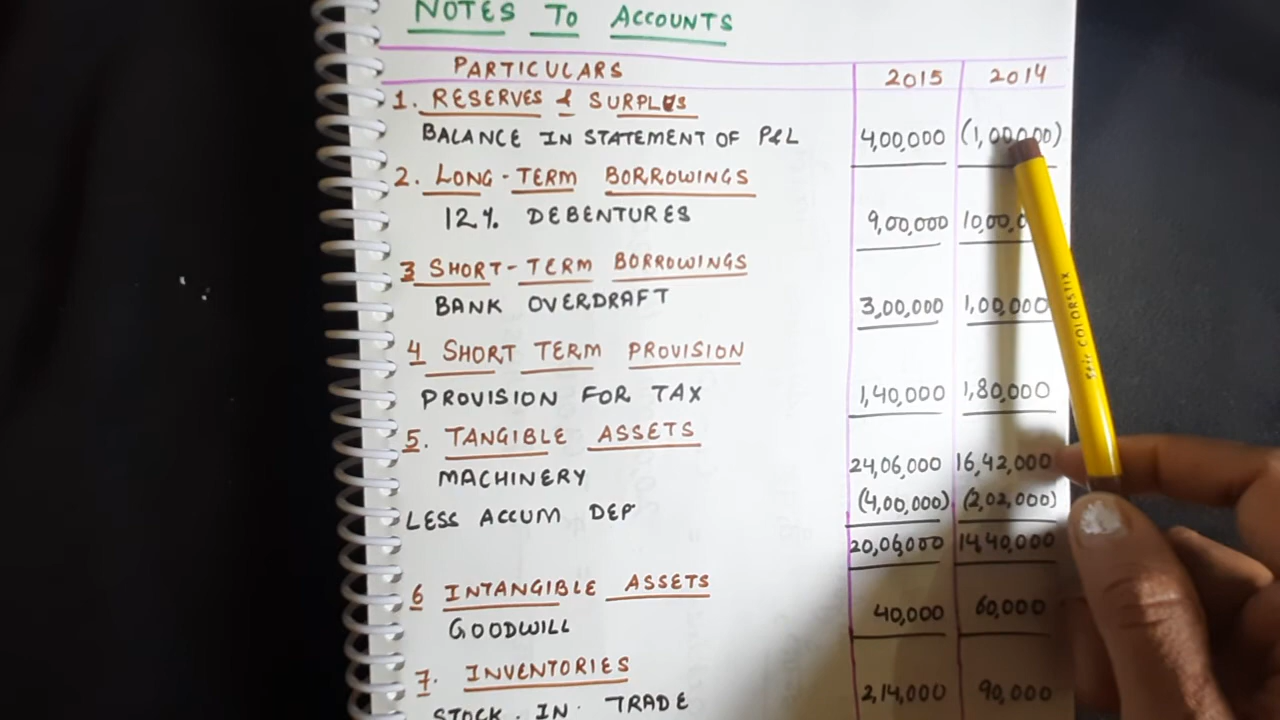 NOTES TO ACCOUNTS
PARTICULARS 2015 2014
1. RESERVES & SURPLUS
BALANCE IN STATEMENT OF P&L 4,00,000 (1,00,000)
2. LONG-TERM BORROWINGS
12% DEBENTURES 9,00,000
3 SHORT-TERM BORROWINGS
BANK OVERDRAFT 3,00,000 1,00,000
4 SHORT TERM PROVISION
PROVISION FOR TAX 1,40,000 1,80,000
5. TANGIBLE ASSETS
MACHINERY 24,06,000 16,42,000
LESS ACCUM DEP (4,00,000) (2,02,000)
20,06,000 14,40,000
6 INTANGIBLE ASSETS
GOODWILL 40,000 60,000
7. INVENTORIES
STOCK. IN. TRADE 2,14,000 90,000